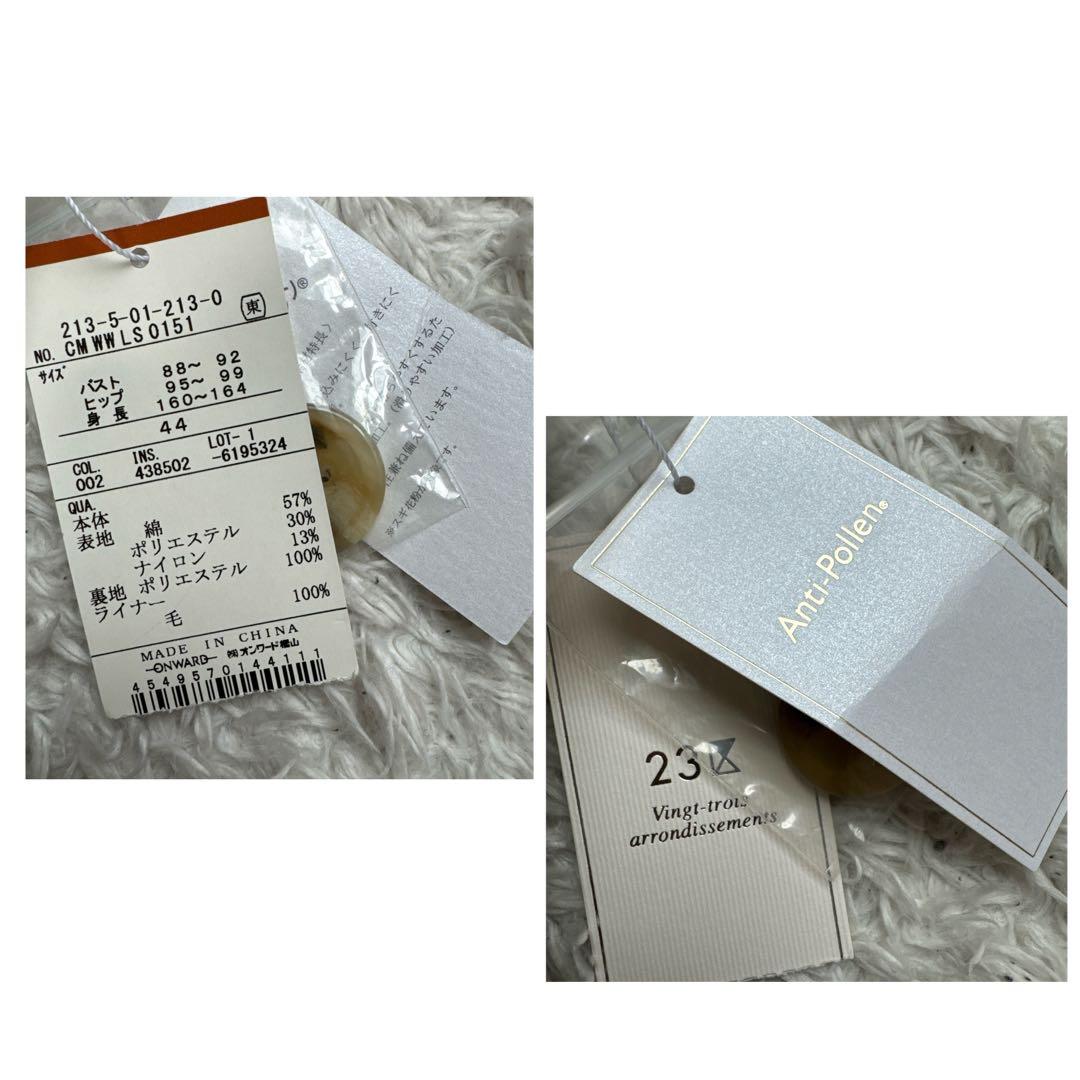 213-5-01-213-0
NO. CMWWLS0151
東
サイズ
バスト 88～ 92
ヒップ 95～ 99
身長 160～164
44
COL. INS. LOT- 1
002 438502 -6195324
QUA.
本体
表地 綿 57%
ポリエステル 30%
ナイロン 13%
裏地 ポリエステル 100%
ライナー
毛 100%
MADE IN CHINA
ONWARD ㈱オンワード樫山
4549570144111
Anti-Pollen®
23区
Vingt-trois
arrondissements